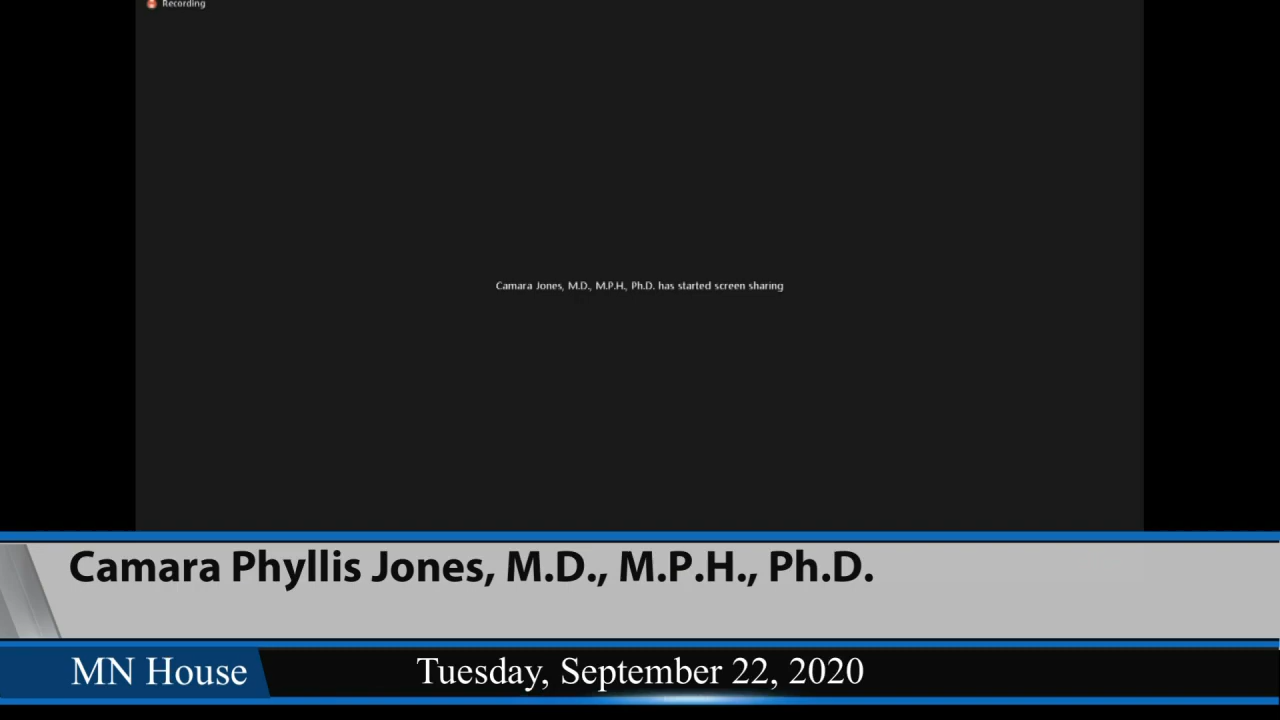 Recording
Camara Jones, M.D., M.P.H., Ph.D. has started screen sharing
Camara Phyllis Jones, M.D., M.P.H., Ph.D.
MN House
Tuesday, September 22, 2020